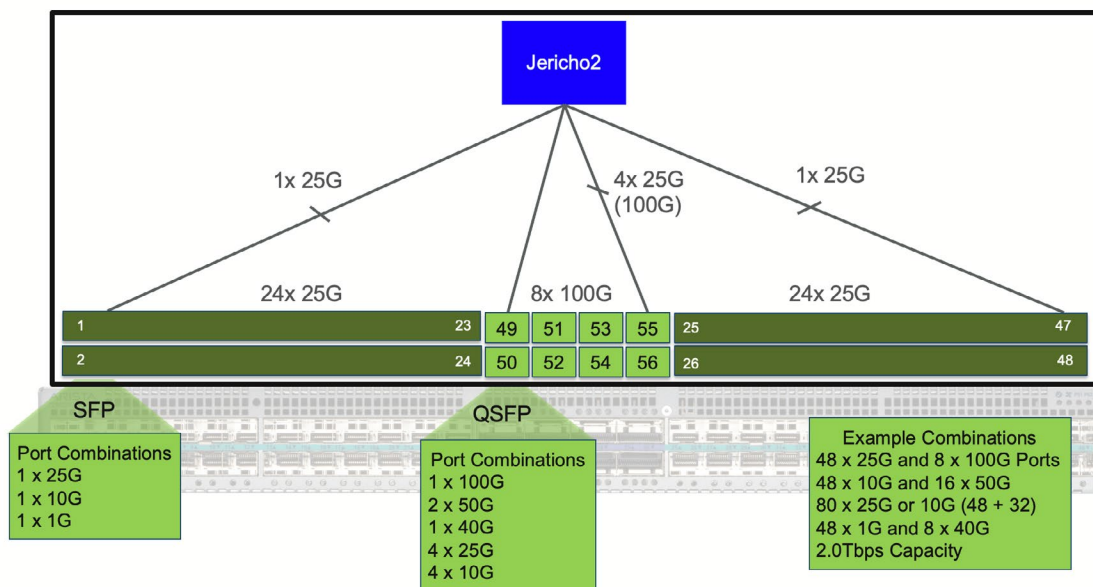 Jericho2
1x 25G
4x 25G
(100G)
1x 25G
24x 25G
8x 100G
24x 25G
1
23
49
51
53
55
25
47
2
24
50
52
54
56
26
48
SFP
QSFP
Port Combinations
1 x 25G
1 x 10G
1 x 1G
Port Combinations
1 x 100G
2 x 50G
1 x 40G
4 x 25G
4 x 10G
Example Combinations
48 x 25G and 8 x 100G Ports
48 x 10G and 16 x 50G
80 x 25G or 10G (48 + 32)
48 x 1G and 8 x 40G
2.0Tbps Capacity